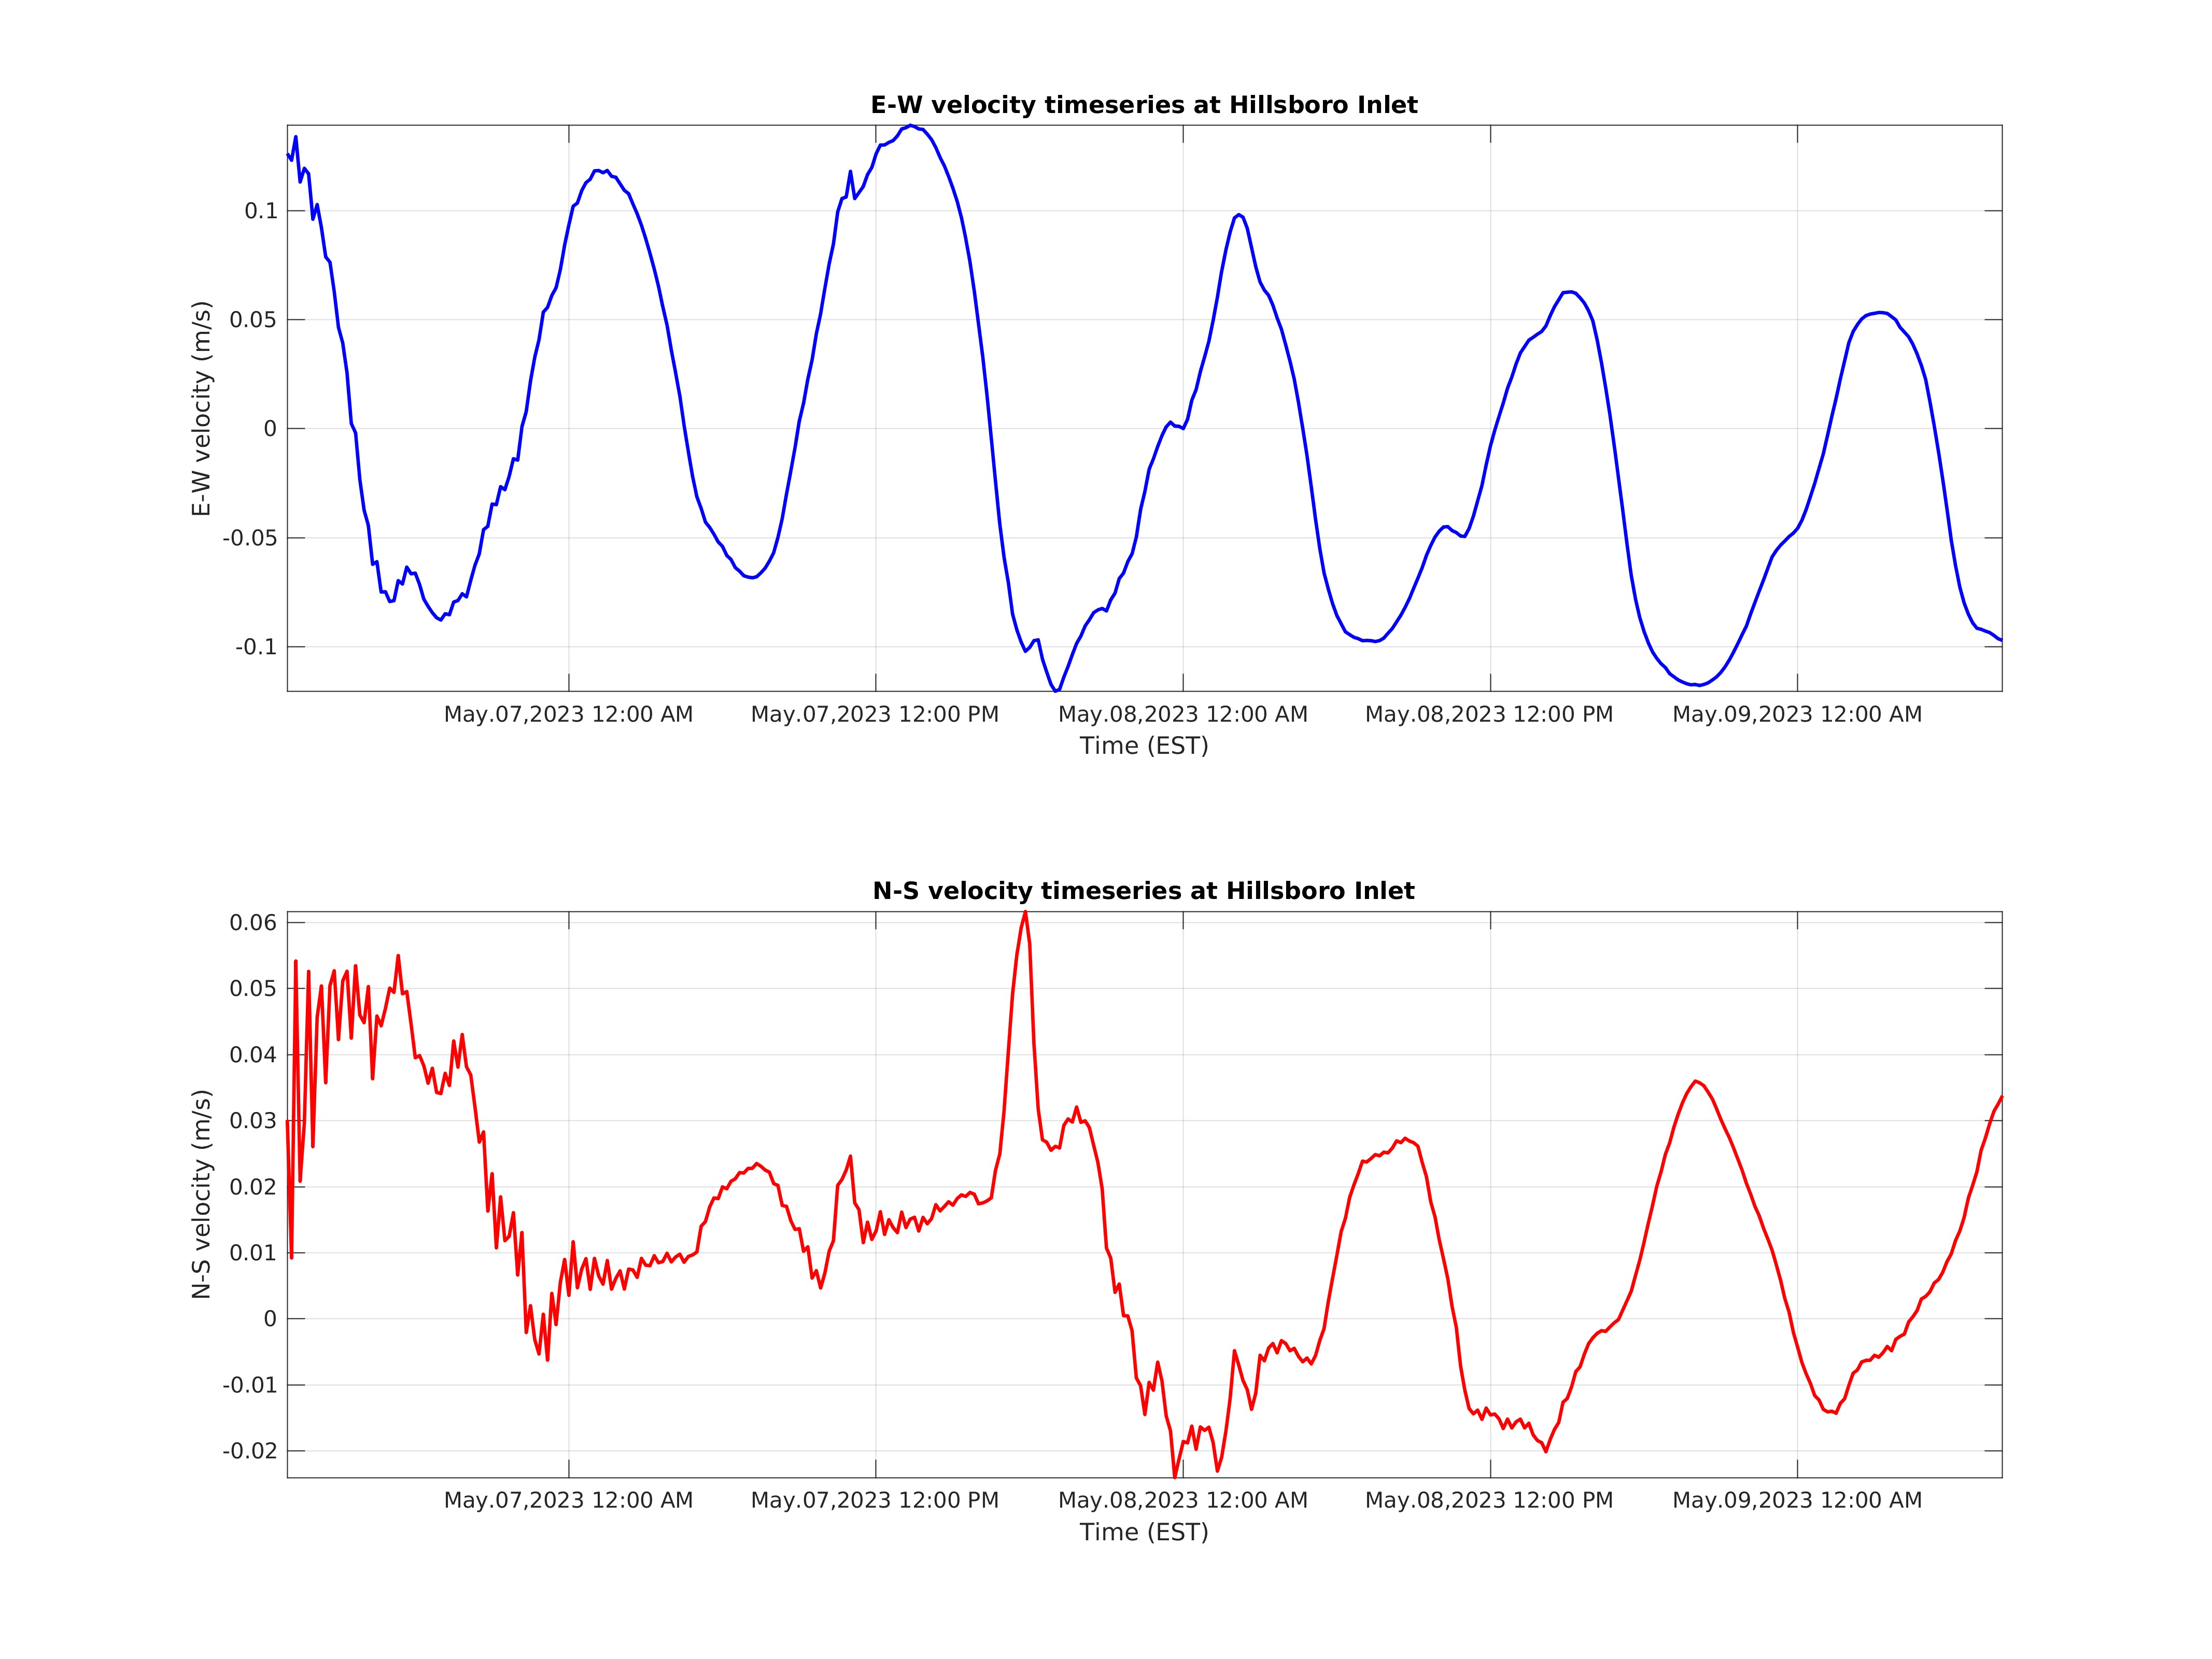 E-W velocity timeseries at Hillsboro Inlet
E-W velocity (m/s)
0.1
0.05
0
-0.05
-0.1
May.07,2023 12:00 AM May.07,2023 12:00 PM May.08,2023 12:00 AM May.08,2023 12:00 PM May.09,2023 12:00 AM
Time (EST)
N-S velocity timeseries at Hillsboro Inlet
N-S velocity (m/s)
0.06
0.05
0.04
0.03
0.02
0.01
0
-0.01
-0.02
May.07,2023 12:00 AM May.07,2023 12:00 PM May.08,2023 12:00 AM May.08,2023 12:00 PM May.09,2023 12:00 AM
Time (EST)